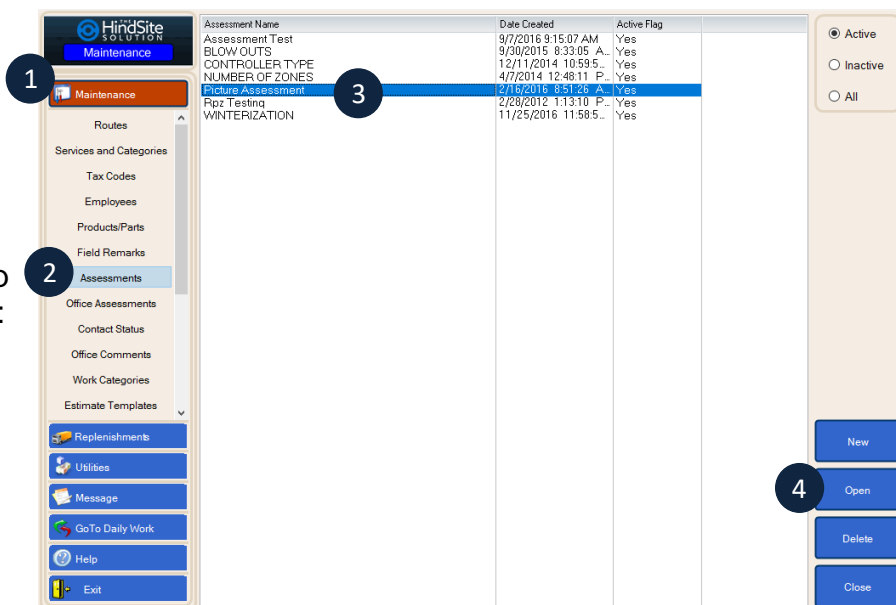 THE
HindSite
SOLUTION
Maintenance
1
Maintenance
Routes
Services and Categories
Tax Codes
Employees
Products/Parts
Field Remarks
o
:
2
Assessments
Office Assessments
Contact Status
Office Comments
Work Categories
Estimate Templates
Replenishments
Utilities
Message
GoTo Daily Work
Help
Exit
Assessment Name Date Created Active Flag
Assessment Test 9/7/2016 9:15:07 AM Yes
BLOW OUTS 9/30/2015 8:33:05 A... Yes
CONTROLLER TYPE 12/11/2014 10:59:5... Yes
NUMBER OF ZONES 4/7/2014 12:48:11 P... Yes
Picture Assessment 2/16/2016 8:51:26 A... Yes
3
Rpz Testing 2/28/2012 1:13:10 P... Yes
WINTERIZATION 11/25/2016 11:58:5... Yes
Active
Inactive
All
New
4
Open
Delete
Close